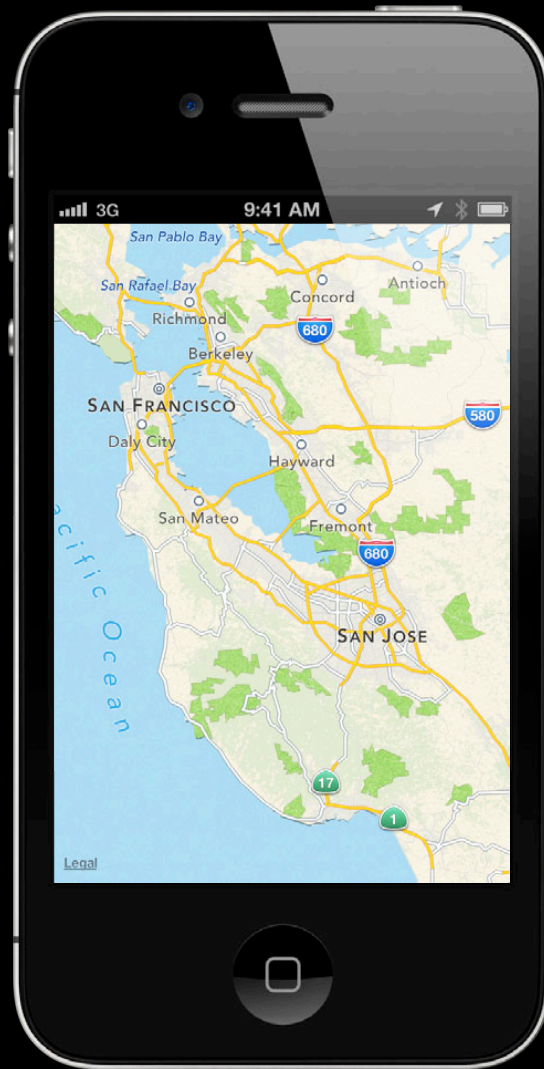 3G 9:41 AM
San Pablo Bay
San Rafael Bay
Antioch
Concord
Richmond
680
Berkeley
SAN FRANCISCO
580
Daly City
Hayward
San Mateo
Fremont
680
Pacific Ocean
SAN JOSE
17
1
Legal